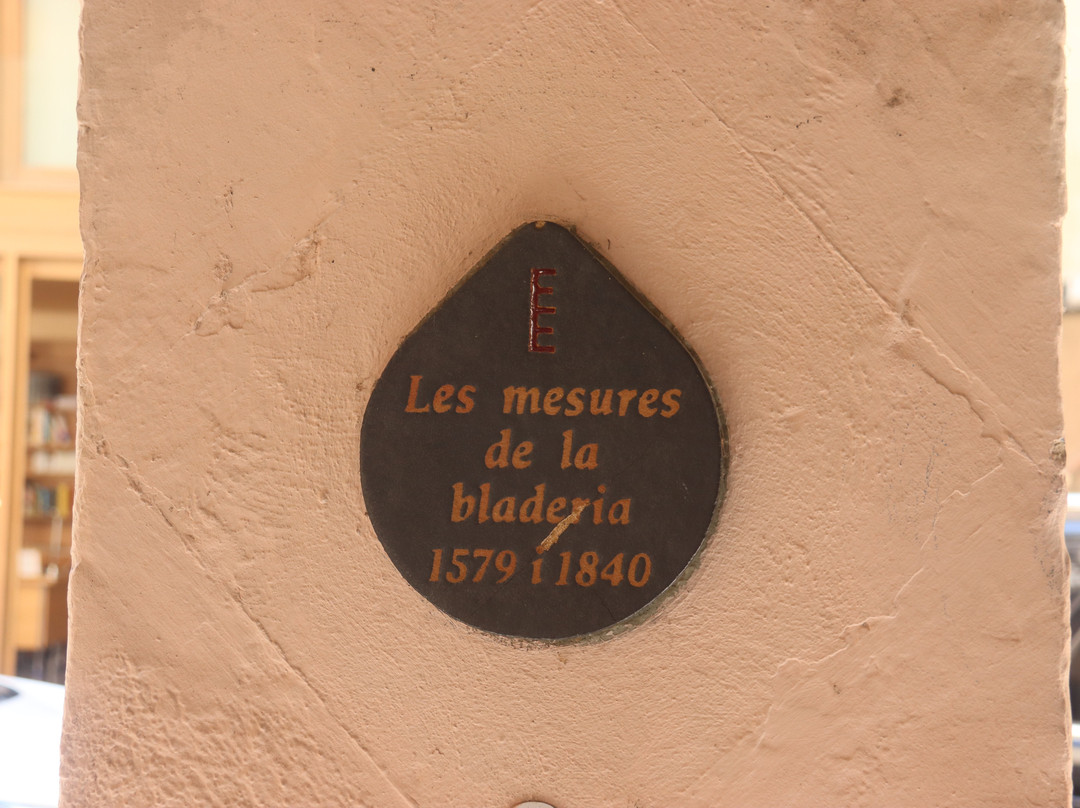 Les mesures
de la
bladeria
1579 i 1840